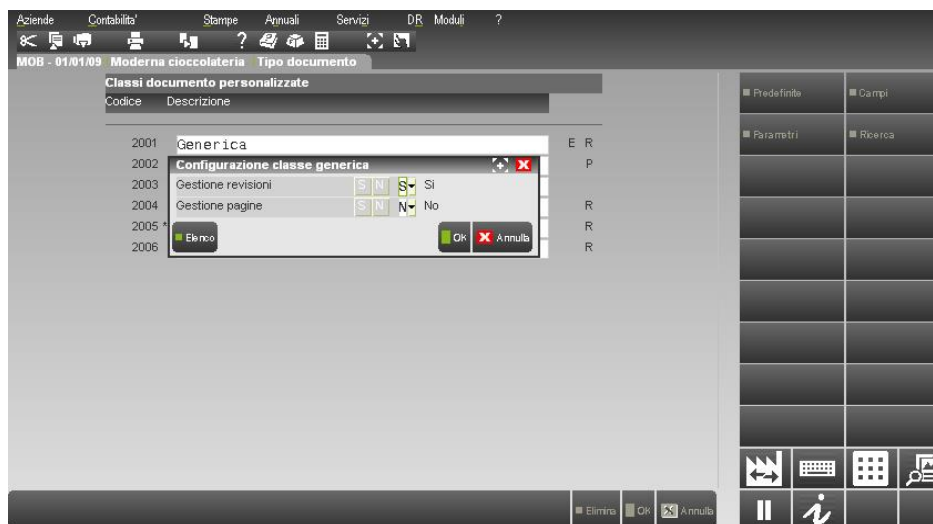 Aziende Contabilita' Stampe Annuali Servizi DR Moduli ?
MOB - 01/01/09 Moderna cioccolateria Tipo documento
Classi documento personalizzate
Codice Descrizione
Predefinite Campi
Parametri Ricerca
2001 Generica E R
2002 P
Configurazione classe generica
2003 Gestione revisioni S N S Si
2004 Gestione pagine S N N No R
2005 * R
Elenco OK Annulla
2006 R
Elimina OK Annulla